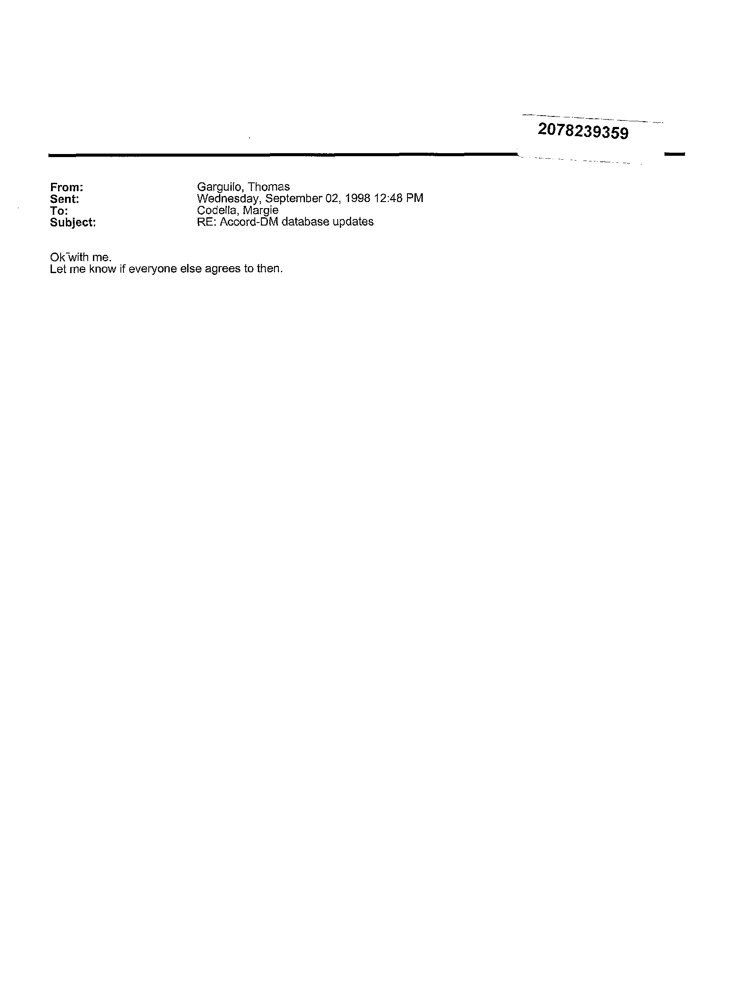 2078239359
From: Garguilo, Thomas
Sent: Wednesday, September 02, 1998 12:48 PM
To: Codella, Margie
Subject: RE: Accord-DM database updates
Ok with me.
Let me know if everyone else agrees to then.